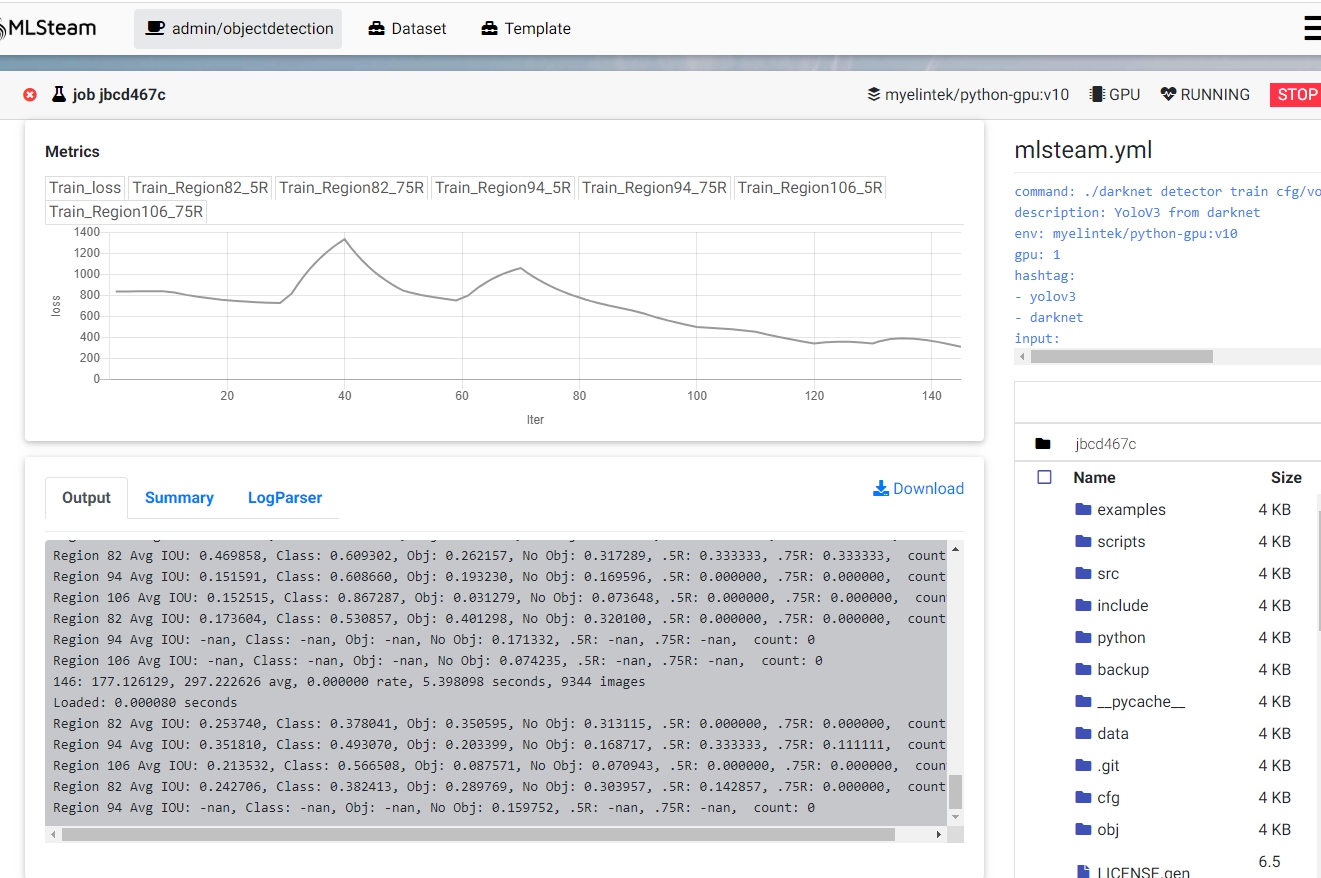 MLSteam admin/objectdetection Dataset Template
job jbcd467c myelintek/python-gpu:v10 GPU RUNNING STOP
Metrics
Train_loss Train_Region82_5R Train_Region82_75R Train_Region94_5R Train_Region94_75R Train_Region106_5R
Train_Region106_75R
1400
1200
1000
800
600
400
200
0
loss
20 40 60 80 100 120 140
Iter
Output Summary LogParser Download
Region 82 Avg IOU: 0.469858, Class: 0.609302, Obj: 0.262157, No Obj: 0.317289, .5R: 0.333333, .75R: 0.333333, count
Region 94 Avg IOU: 0.151591, Class: 0.608660, Obj: 0.193230, No Obj: 0.169596, .5R: 0.000000, .75R: 0.000000, count
Region 106 Avg IOU: 0.152515, Class: 0.867287, Obj: 0.031279, No Obj: 0.073648, .5R: 0.000000, .75R: 0.000000, coun
Region 82 Avg IOU: 0.173604, Class: 0.530857, Obj: 0.401298, No Obj: 0.320100, .5R: 0.000000, .75R: 0.000000, count
Region 94 Avg IOU: -nan, Class: -nan, Obj: -nan, No Obj: 0.171332, .5R: -nan, .75R: -nan, count: 0
Region 106 Avg IOU: -nan, Class: -nan, Obj: -nan, No Obj: 0.074235, .5R: -nan, .75R: -nan, count: 0
146: 177.126129, 297.222626 avg, 0.000000 rate, 5.398098 seconds, 9344 images
Loaded: 0.000080 seconds
Region 82 Avg IOU: 0.253740, Class: 0.378041, Obj: 0.350595, No Obj: 0.313115, .5R: 0.000000, .75R: 0.000000, count
Region 94 Avg IOU: 0.351810, Class: 0.493070, Obj: 0.203399, No Obj: 0.168717, .5R: 0.333333, .75R: 0.111111, count
Region 106 Avg IOU: 0.213532, Class: 0.566508, Obj: 0.087571, No Obj: 0.070943, .5R: 0.000000, .75R: 0.000000, coun
Region 82 Avg IOU: 0.242706, Class: 0.382413, Obj: 0.289769, No Obj: 0.303957, .5R: 0.142857, .75R: 0.000000, count
Region 94 Avg IOU: -nan, Class: -nan, Obj: -nan, No Obj: 0.159752, .5R: -nan, .75R: -nan, count: 0
mlsteam.yml
command: ./darknet detector train cfg/vo
description: YoloV3 from darknet
env: myelintek/python-gpu:v10
gpu: 1
hashtag:
- yolov3
- darknet
input:
jbcd467c
Name Size
examples 4 KB
scripts 4 KB
src 4 KB
include 4 KB
python 4 KB
backup 4 KB
__pycache__ 4 KB
data 4 KB
.git 4 KB
cfg 4 KB
obj 4 KB
6.5
LICENSE.gen